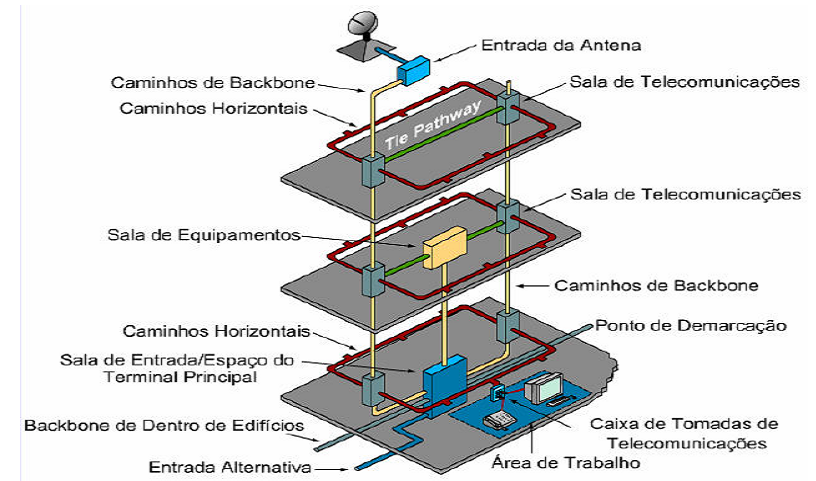 Entrada da Antena
Caminhos de Backbone
Sala de Telecomunicações
Caminhos Horizontais
Tie Pathway
Sala de Telecomunicações
Sala de Equipamentos
Caminhos de Backbone
Caminhos Horizontais
Ponto de Demarcação
Sala de Entrada/Espaço do
Terminal Principal
Backbone de Dentro de Edifícios
Caixa de Tomadas de
Telecomunicações
Entrada Alternativa
Área de Trabalho